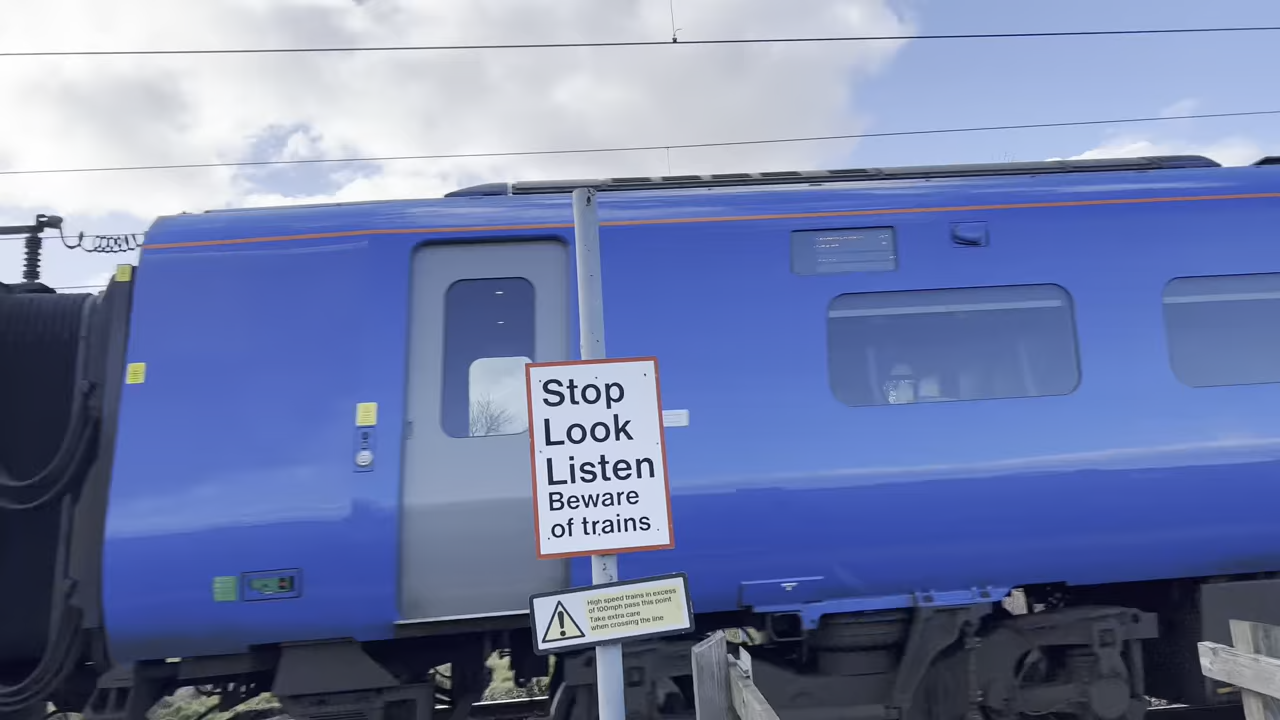 Stop
Look
Listen
Beware
of trains
High speed trains in excess
of 100mph pass this point
Take extra care
when crossing the line